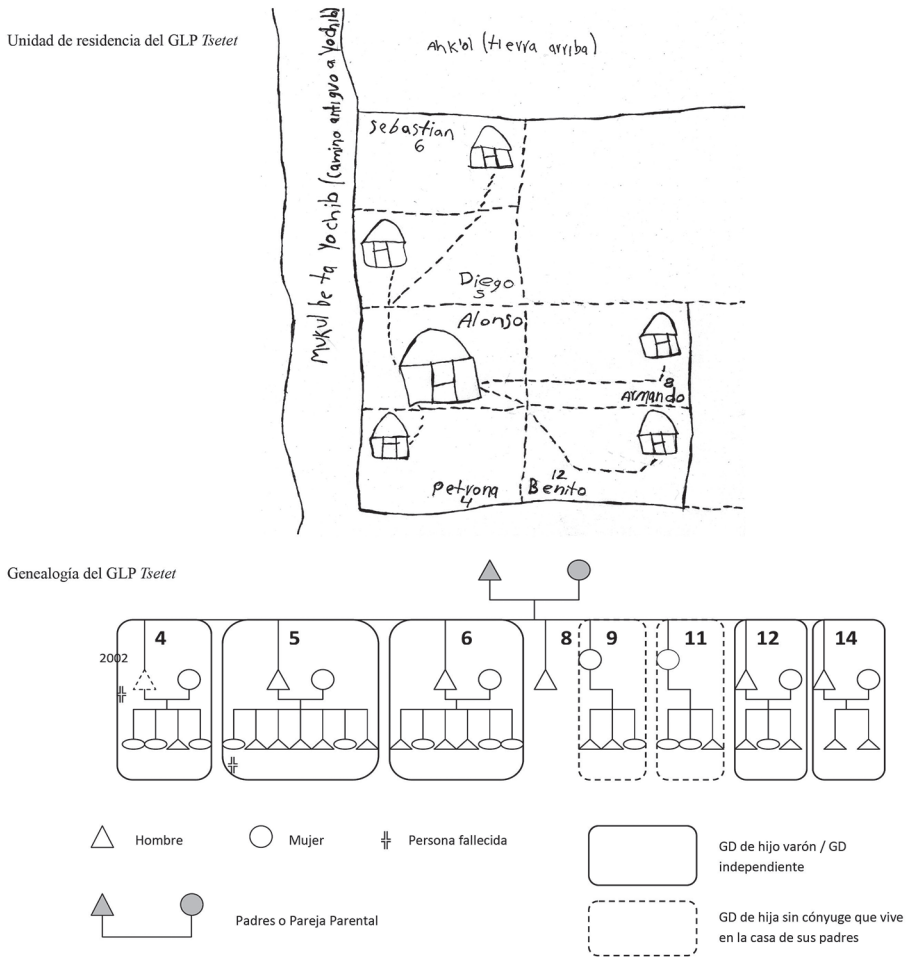 Unidad de residencia del GLP Tsetet
Ahk'ol (tierra arriba)
Mukul be ta Yochib (camino antiguo a Yochib)
Sebastian
6
Diego
5
Alonso
8
Armando
Petrona
4
12
Benito
Genealogía del GLP Tsetet
4
5
6
8
9
11
12
14
2002
Hombre
Mujer
Persona fallecida
GD de hijo varón / GD
independiente
Padres o Pareja Parental
GD de hija sin cónyuge que vive
en la casa de sus padres